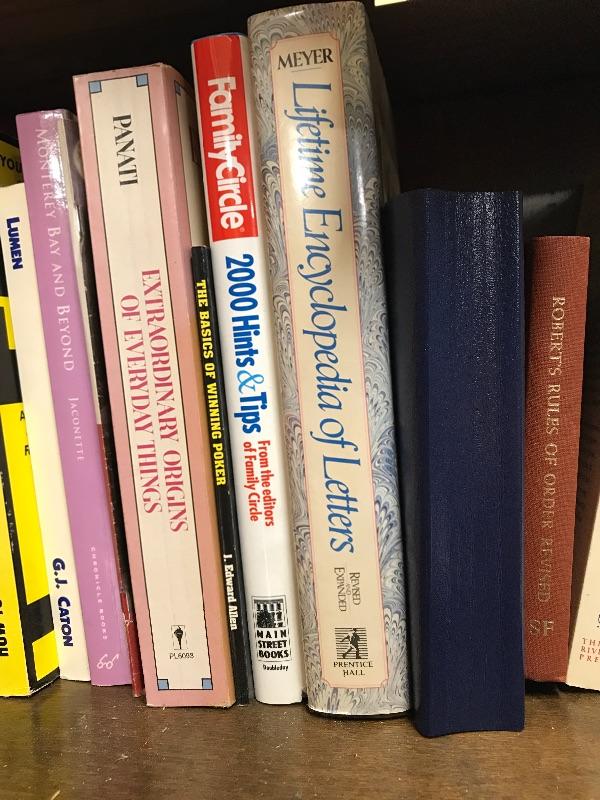 YOU
LUMEN
G.J. CATON
MONTEREY BAY AND BEYOND
JACONETTE
CHRONICLE BOOKS
PANATI
EXTRAORDINARY ORIGINS
OF EVERYDAY THINGS
PL6098
THE BASICS OF WINNING POKER
J. Edward Allen
FamilyCircle
2000 Hints & Tips
From the editors
of Family Circle
MAIN
STREET
BOOKS
Doubleday
MEYER
Lifetime Encyclopedia of Letters
REVISED
AND
EXPANDED
PRENTICE
HALL
ROBERT'S RULES OF ORDER REVISED
SF